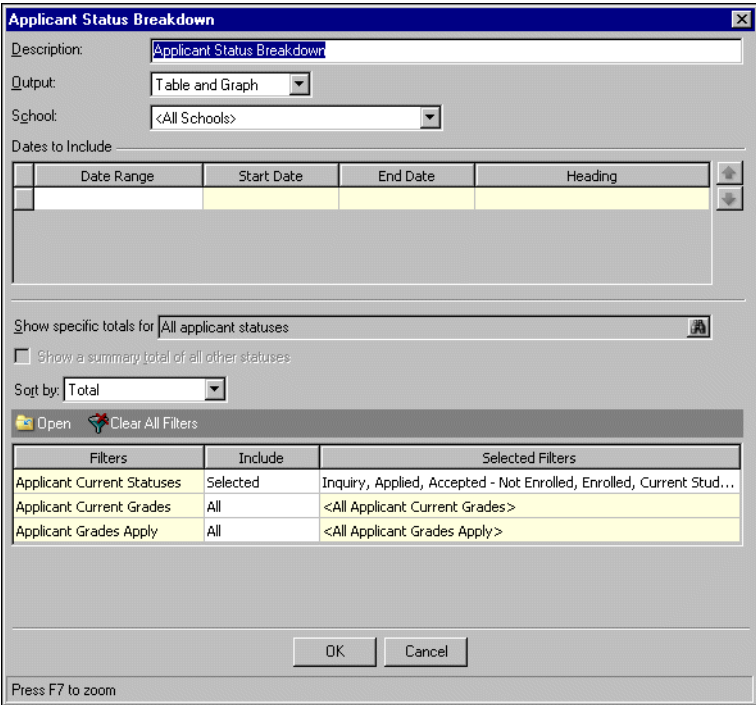 Applicant Status Breakdown
Description: Applicant Status Breakdown
Output: Table and Graph
School: <All Schools>
Dates to Include
Date Range Start Date End Date Heading
Show specific totals for All applicant statuses
Show a summary total of all other statuses
Sort by: Total
Open Clear All Filters
Filters Include Selected Filters
Applicant Current Statuses Selected Inquiry, Applied, Accepted - Not Enrolled, Enrolled, Current Stud...
Applicant Current Grades All <All Applicant Current Grades>
Applicant Grades Apply All <All Applicant Grades Apply>
OK Cancel
Press F7 to zoom